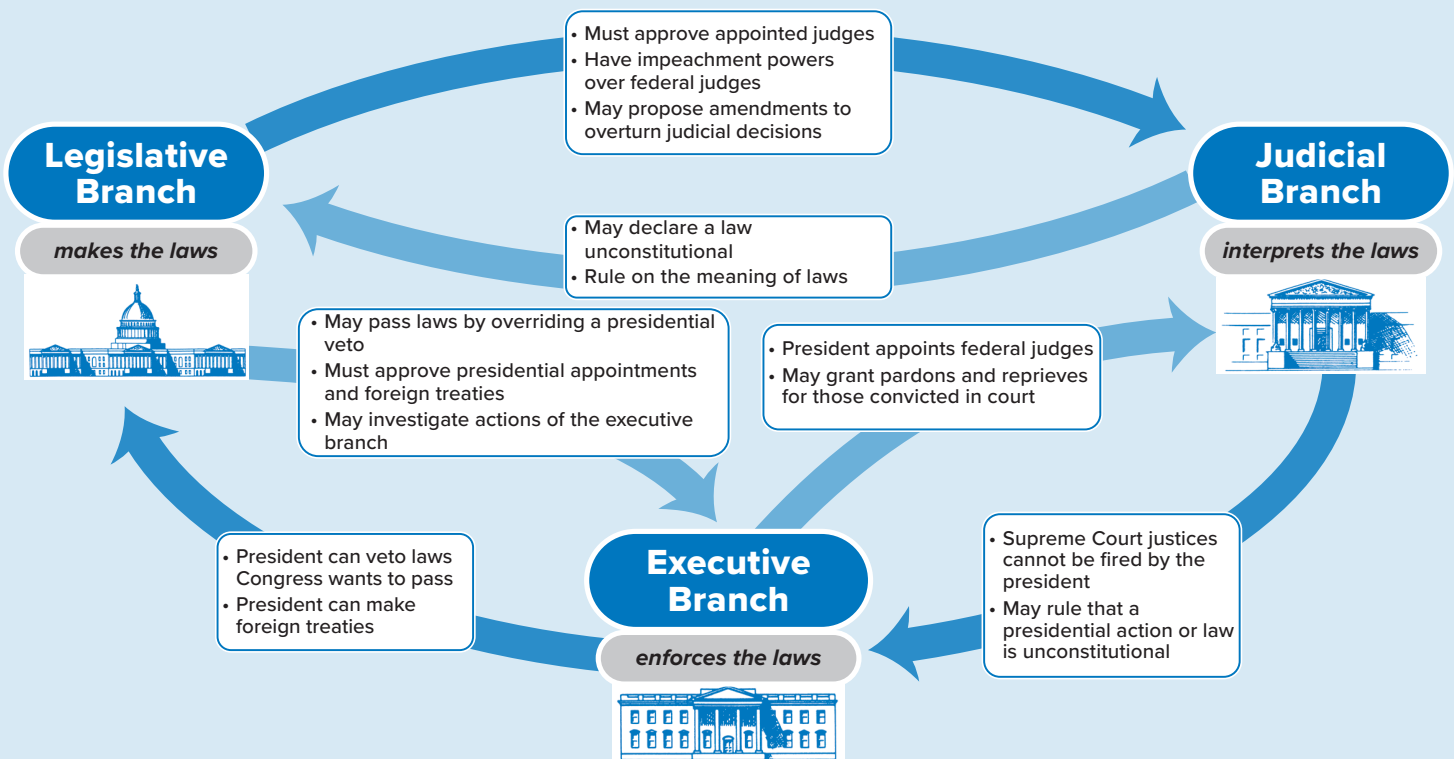 • Must approve appointed judges
• Have impeachment powers
over federal judges
• May propose amendments to
overturn judicial decisions
Legislative
Branch
makes the laws
Judicial
Branch
interprets the laws
• May declare a law
unconstitutional
• Rule on the meaning of laws
• May pass laws by overriding a presidential
veto
• Must approve presidential appointments
and foreign treaties
• May investigate actions of the executive
branch
• President appoints federal judges
• May grant pardons and reprieves
for those convicted in court
• President can veto laws
Congress wants to pass
• President can make
foreign treaties
Executive
Branch
enforces the laws
• Supreme Court justices
cannot be fired by the
president
• May rule that a
presidential action or law
is unconstitutional